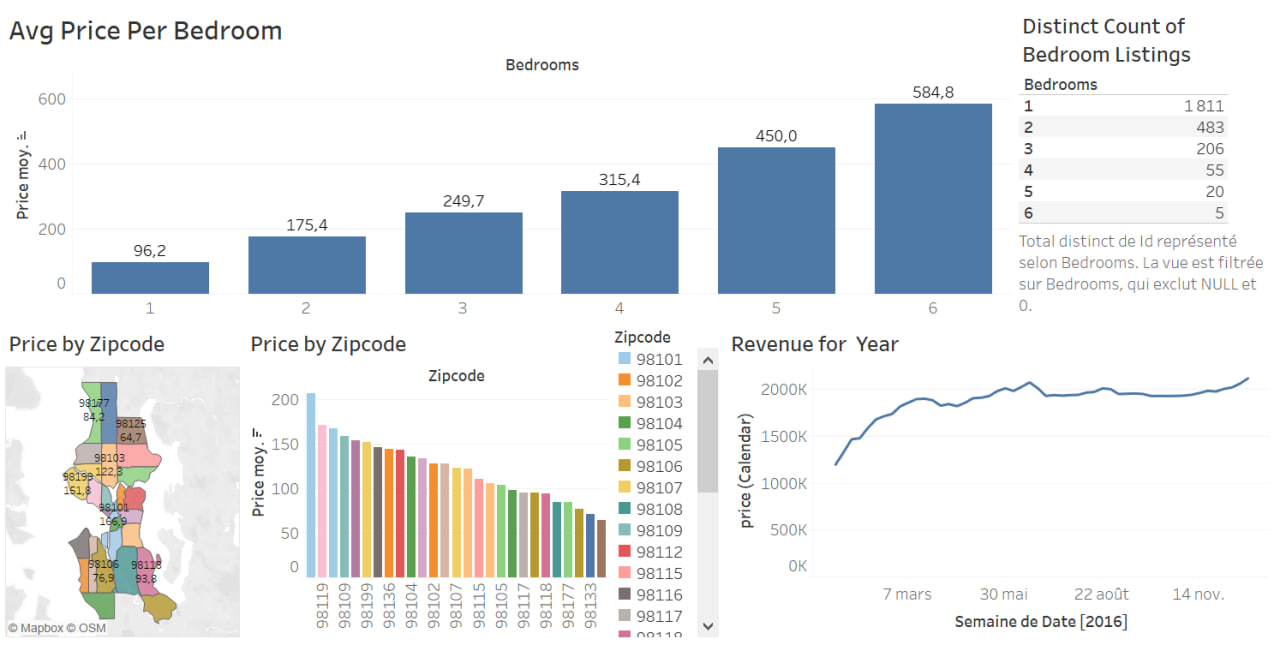 Avg Price Per Bedroom
Bedrooms
Price moy.
600
400
200
0
96,2
175,4
249,7
315,4
450,0
584,8
1
2
3
4
5
6
Distinct Count of
Bedroom Listings
Bedrooms
1 1 811
2 483
3 206
4 55
5 20
6 5
Total distinct de Id représenté
selon Bedrooms. La vue est filtrée
sur Bedrooms, qui exclut NULL et
0.
Price by Zipcode
98177
84,2
98125
64,7
98103
122,3
98199
151,8
98101
166,9
98106
76,9
98118
93,8
© Mapbox © OSM
Price by Zipcode
Zipcode
Price moy.
200
150
100
50
0
98119
98109
98199
98136
98104
98102
98107
98115
98105
98117
98118
98177
98133
Zipcode
98101
98102
98103
98104
98105
98106
98107
98108
98109
98112
98115
98116
98117
98118
Revenue for Year
price (Calendar)
2000K
1500K
1000K
500K
0K
7 mars
30 mai
22 août
14 nov.
Semaine de Date [2016]